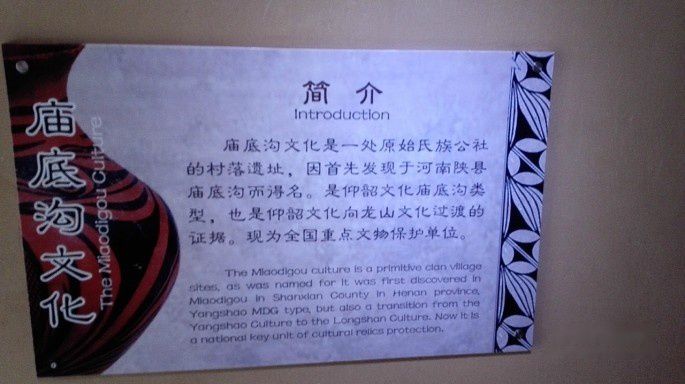 庙底沟文化
The Miaodigou Culture
简介
Introduction
庙底沟文化是一处原始氏族公社
的村落遗址，因首先发现于河南陕县
庙底沟而得名。是仰韶文化庙底沟类
型，也是仰韶文化向龙山文化过渡的
证据。现为全国重点文物保护单位。
The Miaodigou culture is a primitive clan village
sites, as was named for it was first discovered in
Miaodigou in Shanxian County in Henan province,
Yangshao MDG type, but also a transition from the
Yangshao Culture to the Longshan Culture. Now it is
a national key unit of cultural relics protection.